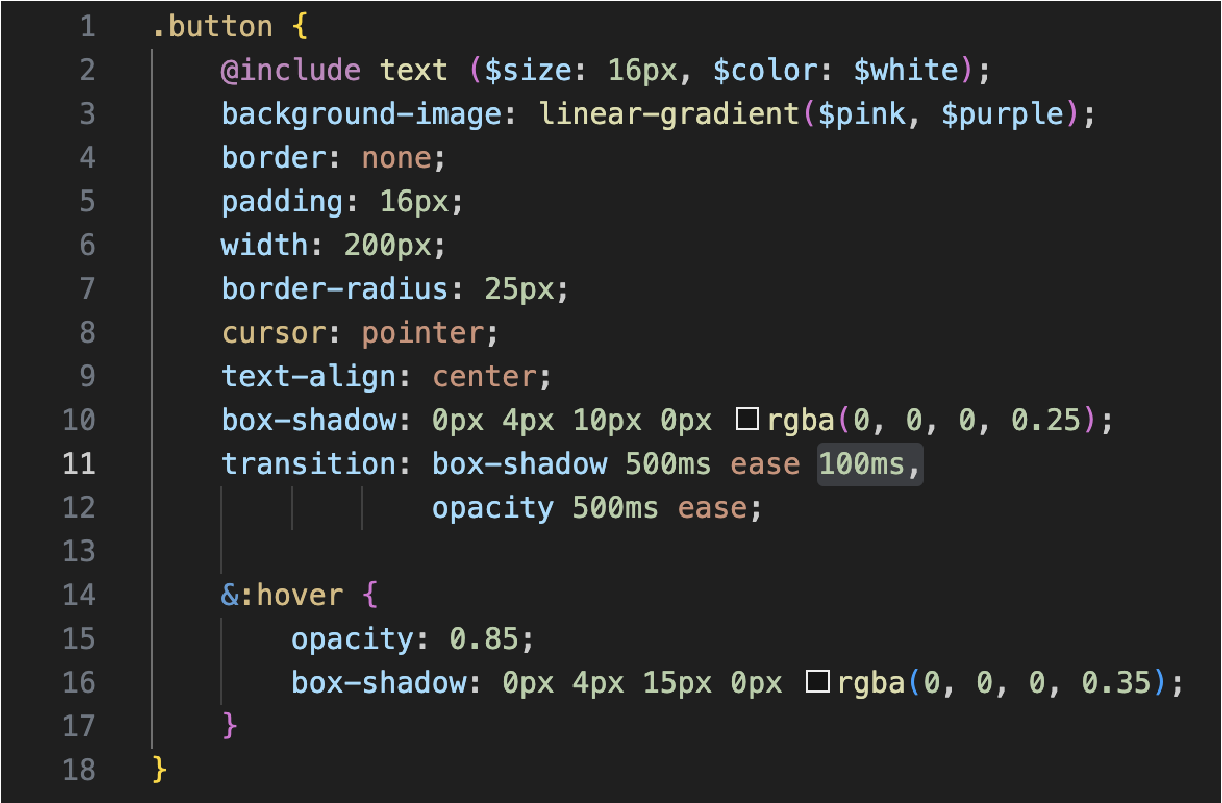 1 .button {
2 @include text ($size: 16px, $color: $white);
3 background-image: linear-gradient($pink, $purple);
4 border: none;
5 padding: 16px;
6 width: 200px;
7 border-radius: 25px;
8 cursor: pointer;
9 text-align: center;
10 box-shadow: 0px 4px 10px 0px rgba(0, 0, 0, 0.25);
11 transition: box-shadow 500ms ease 100ms,
12 opacity 500ms ease;
13
14 &:hover {
15 opacity: 0.85;
16 box-shadow: 0px 4px 15px 0px rgba(0, 0, 0, 0.35);
17 }
18 }